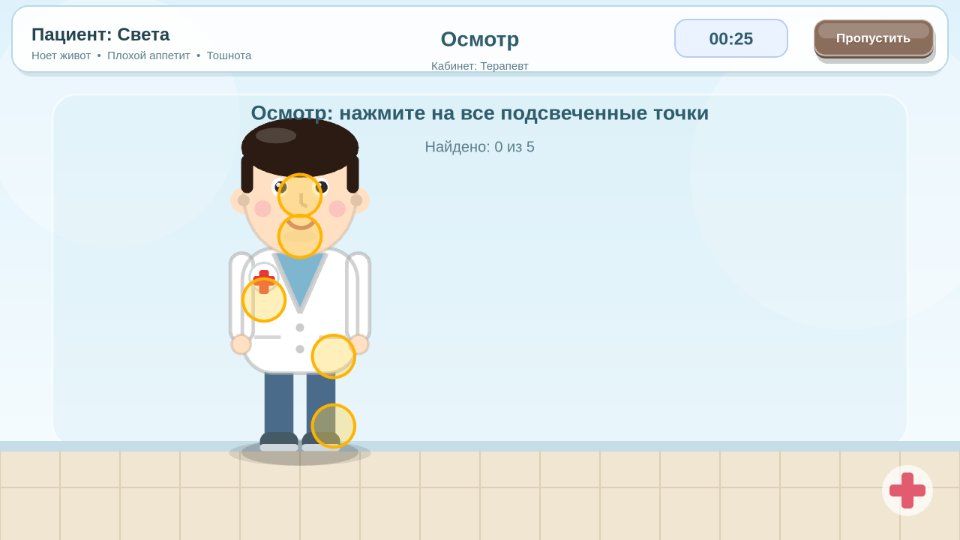 Пациент: Света
Ноет живот • Плохой аппетит • Тошнота
Осмотр
Кабинет: Терапевт
00:25
Пропустить
Осмотр: нажмите на все подсвеченные точки
Найдено: 0 из 5